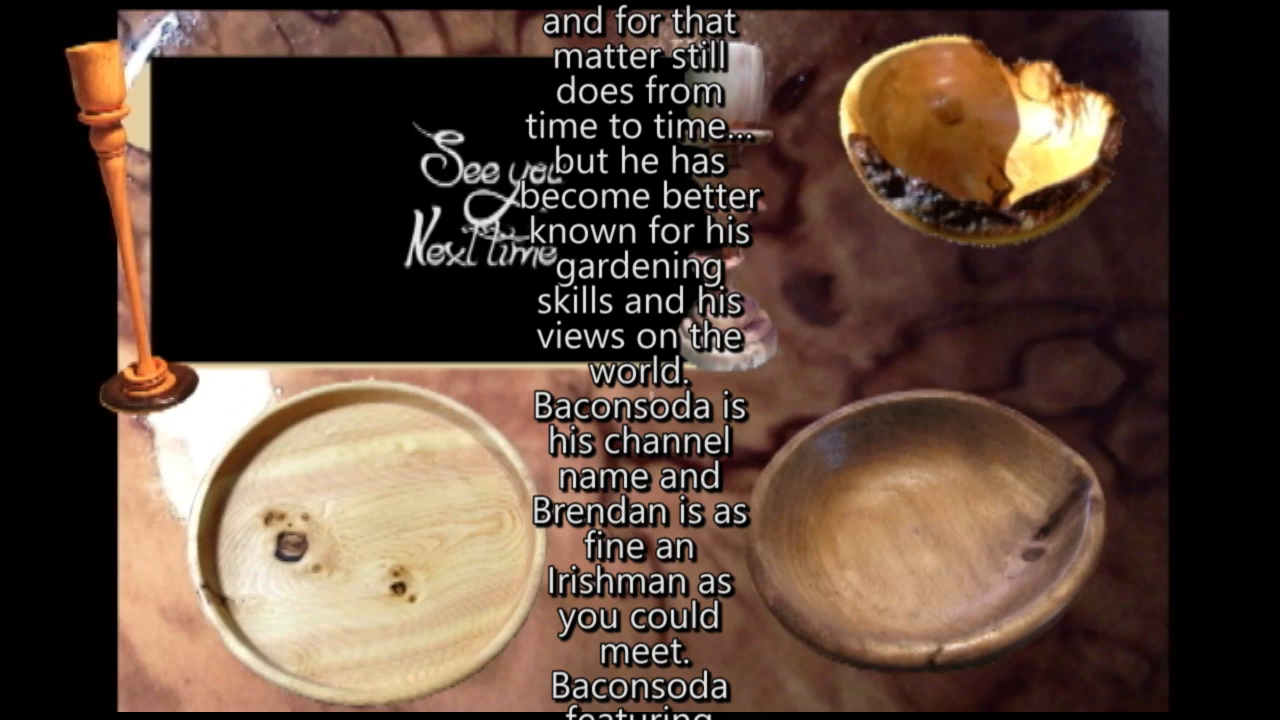 See you
Next time
and for that
matter still
does from
time to time...
but he has
become better
known for his
gardening
skills and his
views on the
world.
Baconsoda is
his channel
name and
Brendan is as
fine an
Irishman as
you could
meet.
Baconsoda
featuring